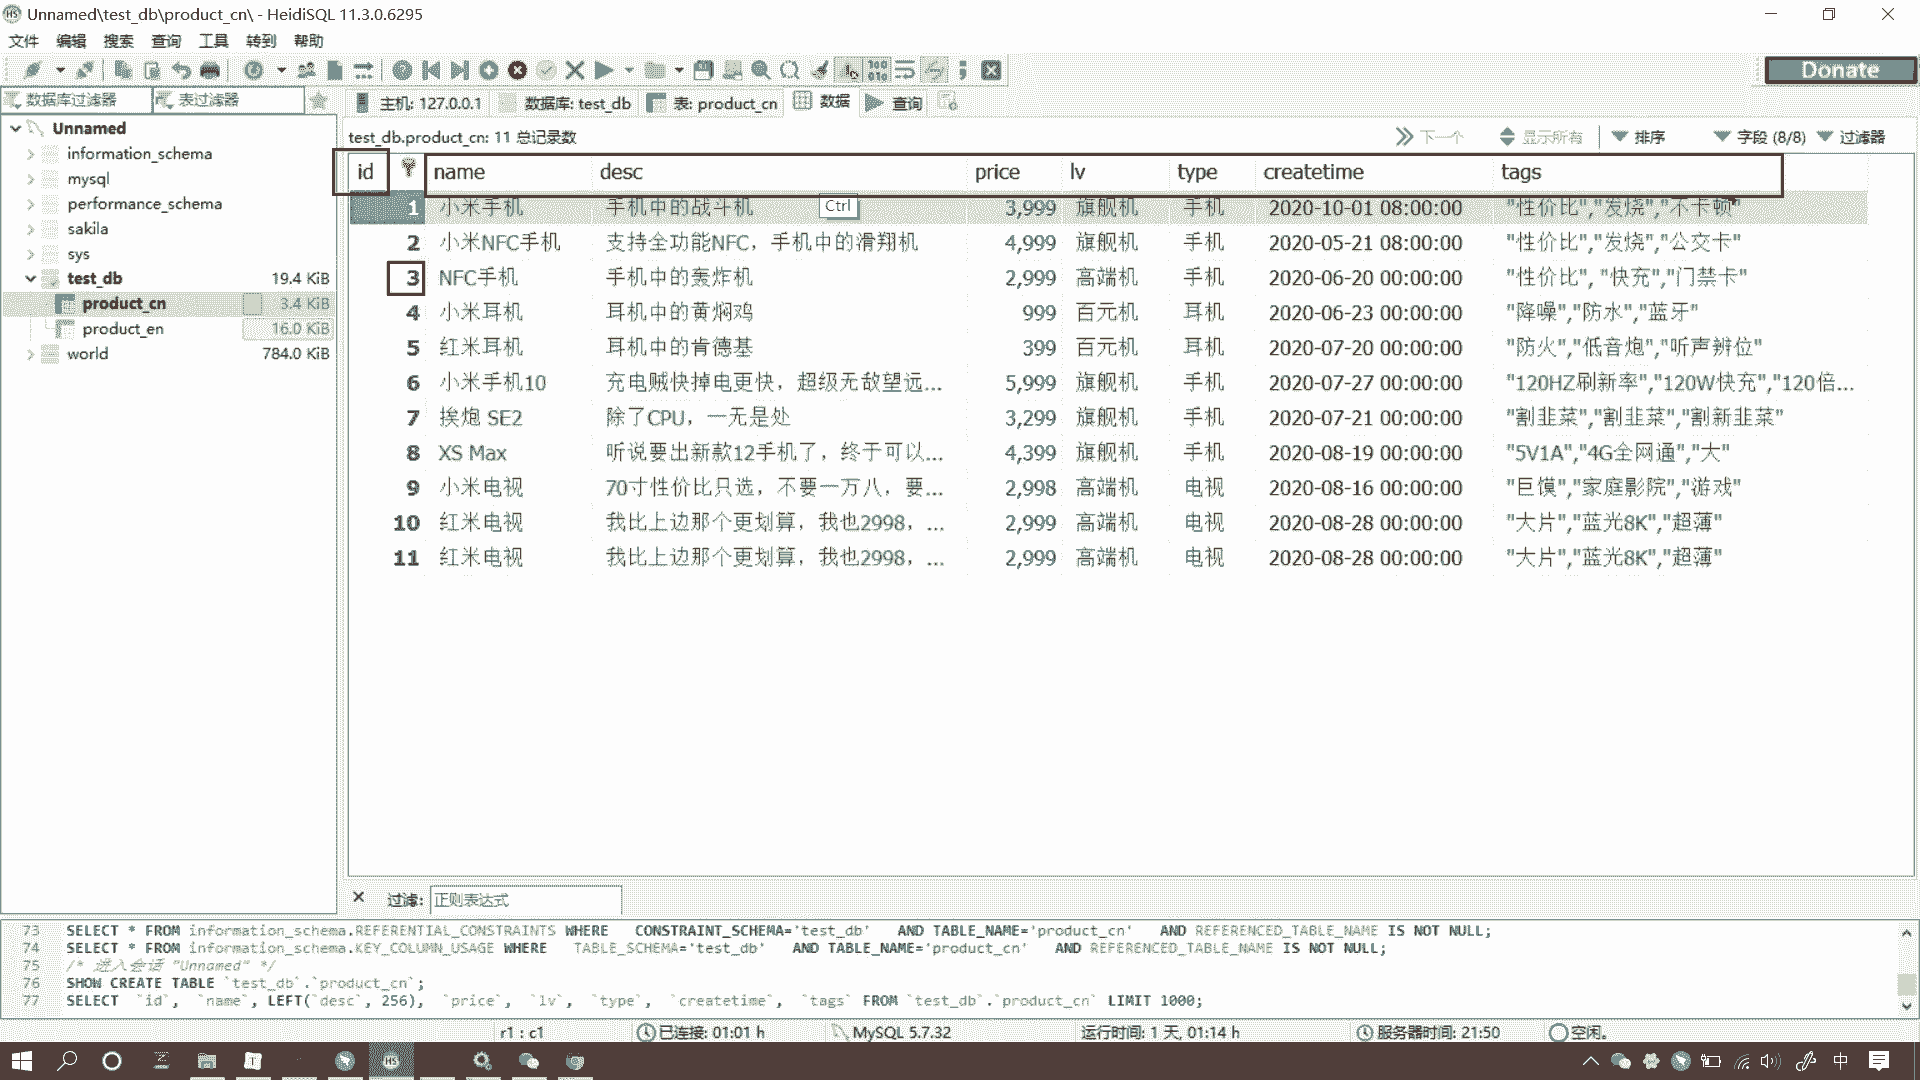 Unnamed\test_db\product_cn\ - HeidiSQL 11.3.0.6295
文件 编辑 搜索 查询 工具 转到 帮助
Donate
数据库过滤器 表过滤器
主机: 127.0.0.1 数据库: test_db 表: product_cn 数据 查询
Unnamed
information_schema
mysql
performance_schema
sakila
sys
test_db 19.4 KiB
product_cn 3.4 KiB
product_en 16.0 KiB
world 784.0 KiB
test_db.product_cn: 11 总记录数 下一个 显示所有 排序 字段 (8/8) 过滤器
id name desc price lv type createtime tags
1 小米手机 手机中的战斗机 3,999 旗舰机 手机 2020-10-01 08:00:00 "性价比","发烧","不卡顿"
Ctrl
2 小米NFC手机 支持全功能NFC，手机中的滑翔机 4,999 旗舰机 手机 2020-05-21 08:00:00 "性价比","发烧","公交卡"
3 NFC手机 手机中的轰炸机 2,999 高端机 手机 2020-06-20 00:00:00 "性价比", "快充","门禁卡"
4 小米耳机 耳机中的黄焖鸡 999 百元机 耳机 2020-06-23 00:00:00 "降噪","防水","蓝牙"
5 红米耳机 耳机中的肯德基 399 百元机 耳机 2020-07-20 00:00:00 "防火","低音炮","听声辨位"
6 小米手机10 充电贼快掉电更快，超级无敌望远... 5,999 旗舰机 手机 2020-07-27 00:00:00 "120HZ刷新率","120W快充","120倍...
7 挨炮 SE2 除了CPU，一无是处 3,299 旗舰机 手机 2020-07-21 00:00:00 "割韭菜","割韭菜","割新韭菜"
8 XS Max 听说要出新款12手机了，终于可以... 4,399 旗舰机 手机 2020-08-19 00:00:00 "5V1A","4G全网通","大"
9 小米电视 70寸性价比只选，不要一万八，要... 2,998 高端机 电视 2020-08-16 00:00:00 "巨馍","家庭影院","游戏"
10 红米电视 我比上边那个更划算，我也2998，... 2,999 高端机 电视 2020-08-28 00:00:00 "大片","蓝光8K","超薄"
11 红米电视 我比上边那个更划算，我也2998，... 2,999 高端机 电视 2020-08-28 00:00:00 "大片","蓝光8K","超薄"
过滤: 正则表达式
73 SELECT * FROM information_schema.REFERENTIAL_CONSTRAINTS WHERE CONSTRAINT_SCHEMA='test_db' AND TABLE_NAME='product_cn' AND REFERENCED_TABLE_NAME IS NOT NULL;
74 SELECT * FROM information_schema.KEY_COLUMN_USAGE WHERE TABLE_SCHEMA='test_db' AND TABLE_NAME='product_cn' AND REFERENCED_TABLE_NAME IS NOT NULL;
75 /* 进入会话 "Unnamed" */
76 SHOW CREATE TABLE `test_db`.`product_cn`;
77 SELECT `id`, `name`, LEFT(`desc`, 256), `price`, `lv`, `type`, `createtime`, `tags` FROM `test_db`.`product_cn` LIMIT 1000;
r1 : c1 已连接: 01:01 h MySQL 5.7.32 运行时间: 1 天, 01:14 h 服务器时间: 21:50 空闲。
中